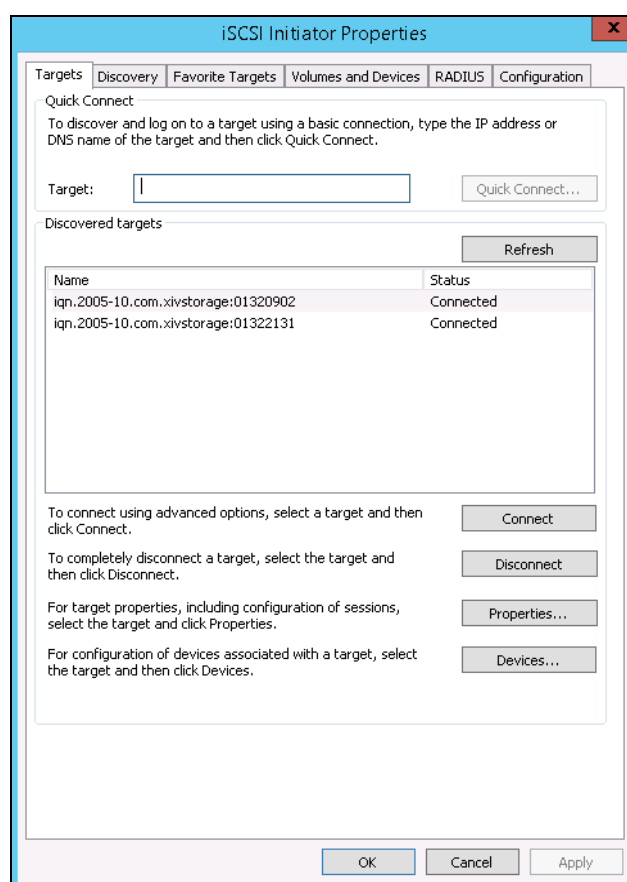 iSCSI Initiator Properties
x
Targets
Discovery
Favorite Targets
Volumes and Devices
RADIUS
Configuration
Quick Connect
To discover and log on to a target using a basic connection, type the IP address or
DNS name of the target and then click Quick Connect.
Target:
Quick Connect...
Discovered targets
Refresh
Name
Status
iqn.2005-10.com.xivstorage:01320902
Connected
iqn.2005-10.com.xivstorage:01322131
Connected
To connect using advanced options, select a target and then
click Connect.
Connect
To completely disconnect a target, select the target and
then click Disconnect.
Disconnect
For target properties, including configuration of sessions,
select the target and click Properties.
Properties...
For configuration of devices associated with a target, select
the target and then click Devices.
Devices...
OK
Cancel
Apply